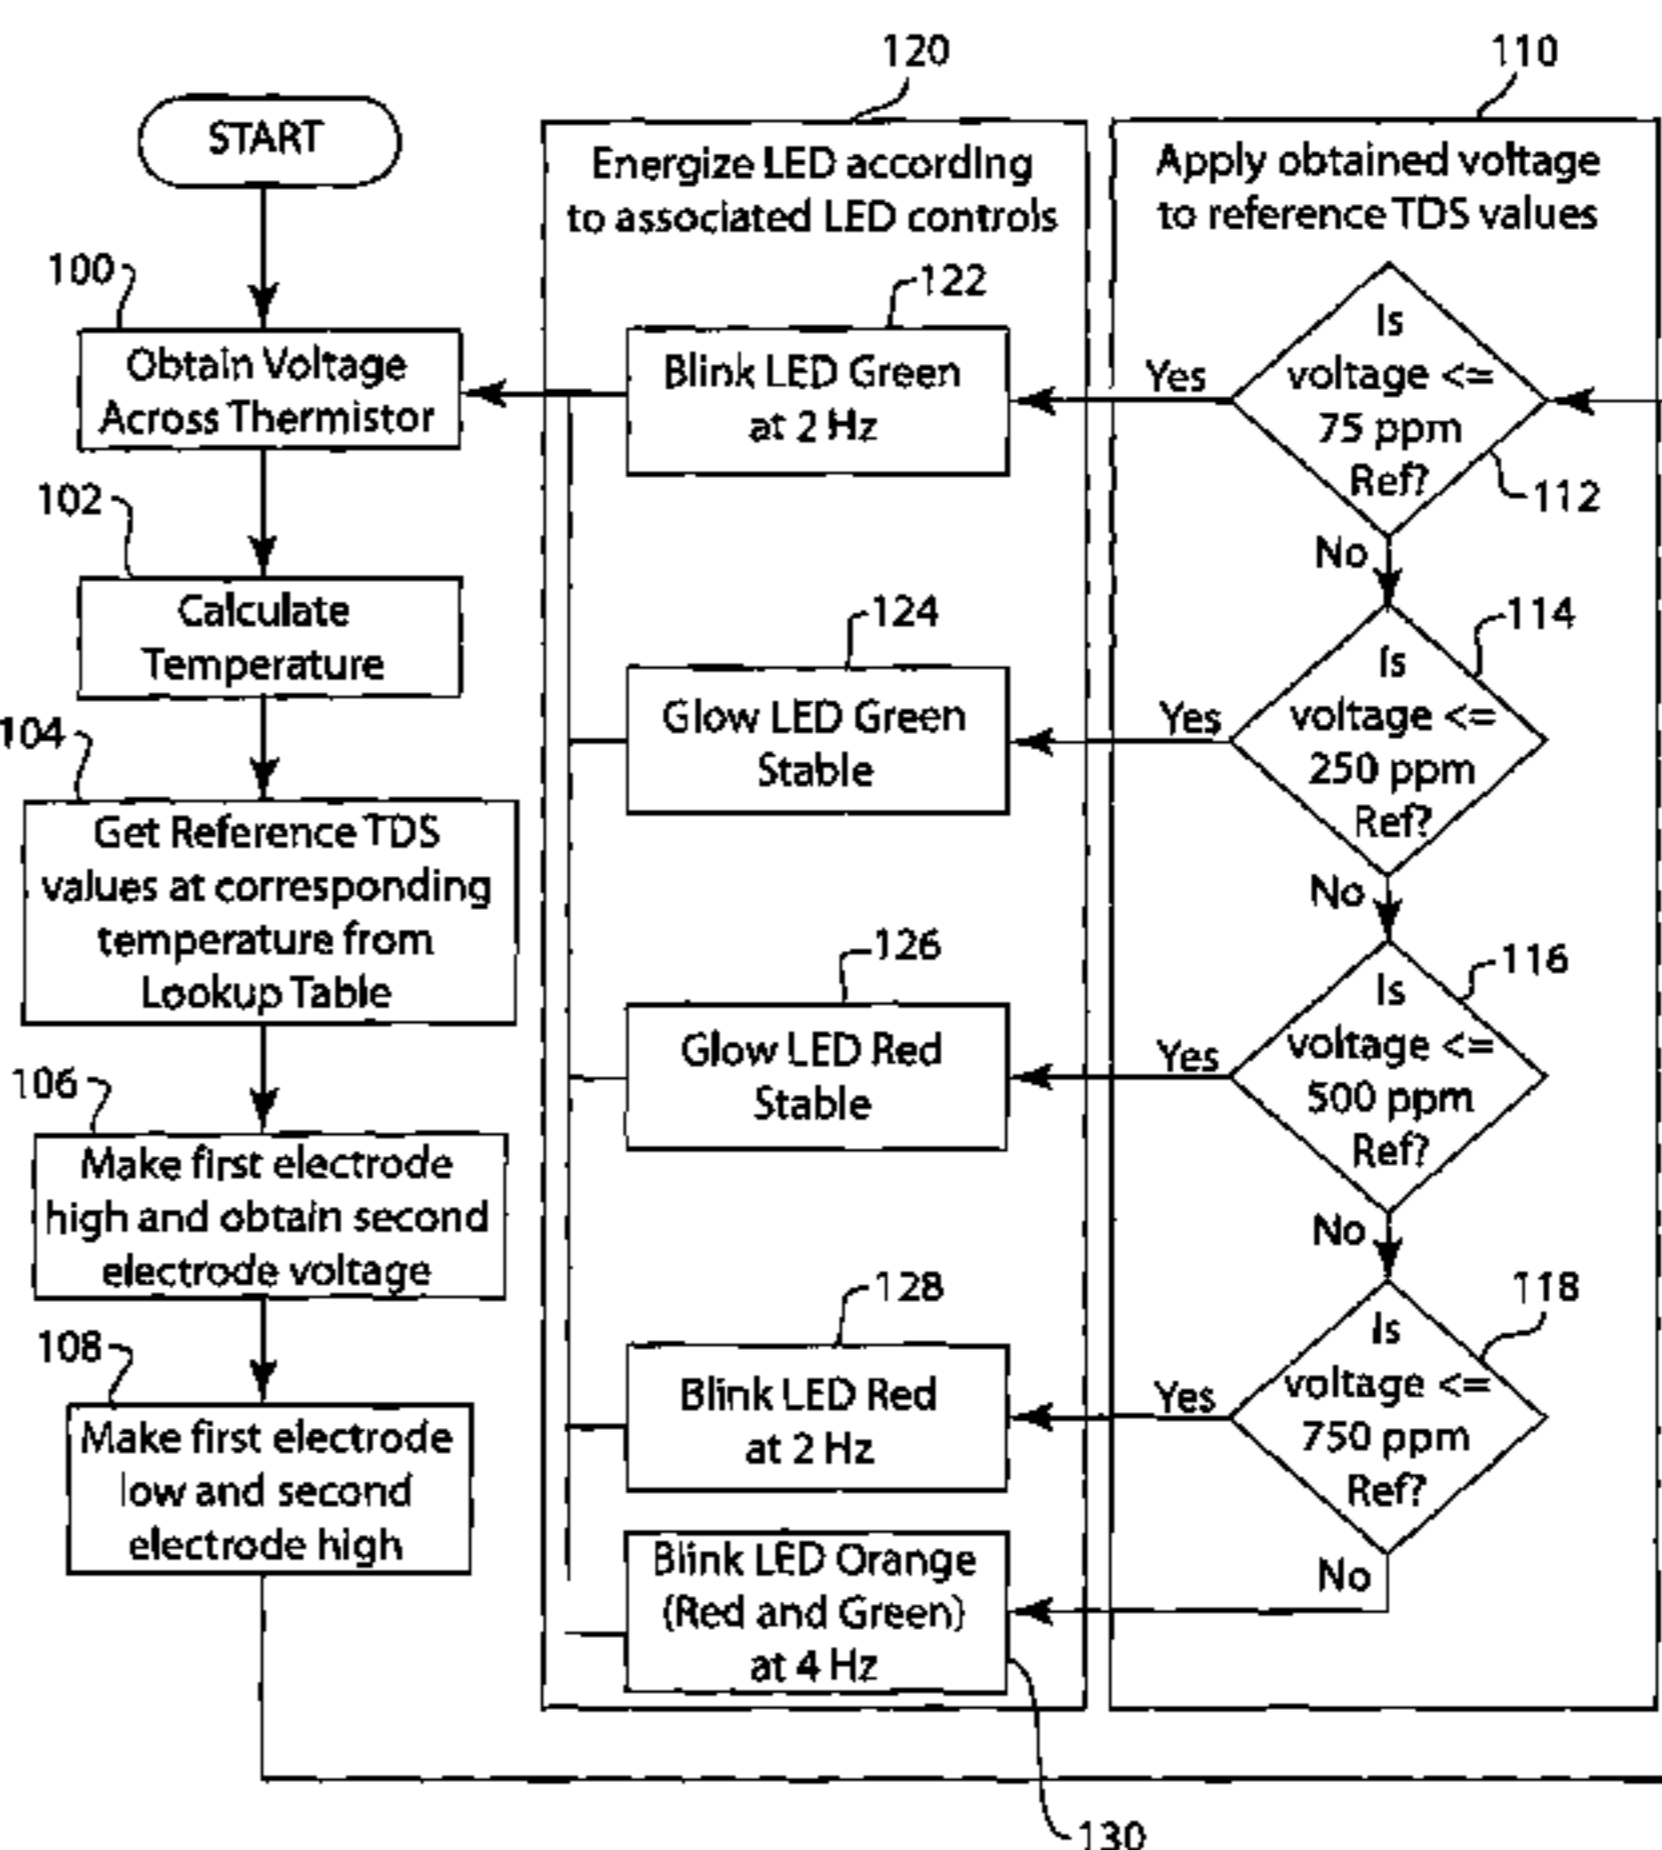 START
100
Obtain Voltage
Across Thermistor
102
Calculate
Temperature
104
Get Reference TDS
values at corresponding
temperature from
Lookup Table
106
Make first electrode
high and obtain second
electrode voltage
108
Make first electrode
low and second
electrode high
120
Energize LED according
to associated LED controls
122
Blink LED Green
at 2 Hz
124
Glow LED Green
Stable
126
Glow LED Red
Stable
128
Blink LED Red
at 2 Hz
Blink LED Orange
(Red and Green)
at 4 Hz
130
110
Apply obtained voltage
to reference TDS values
Is
voltage <=
75 ppm
Ref?
112
Yes
No
114
Is
voltage <=
250 ppm
Ref?
Yes
No
116
Is
voltage <=
500 ppm
Ref?
Yes
No
118
Is
voltage <=
750 ppm
Ref?
Yes
No